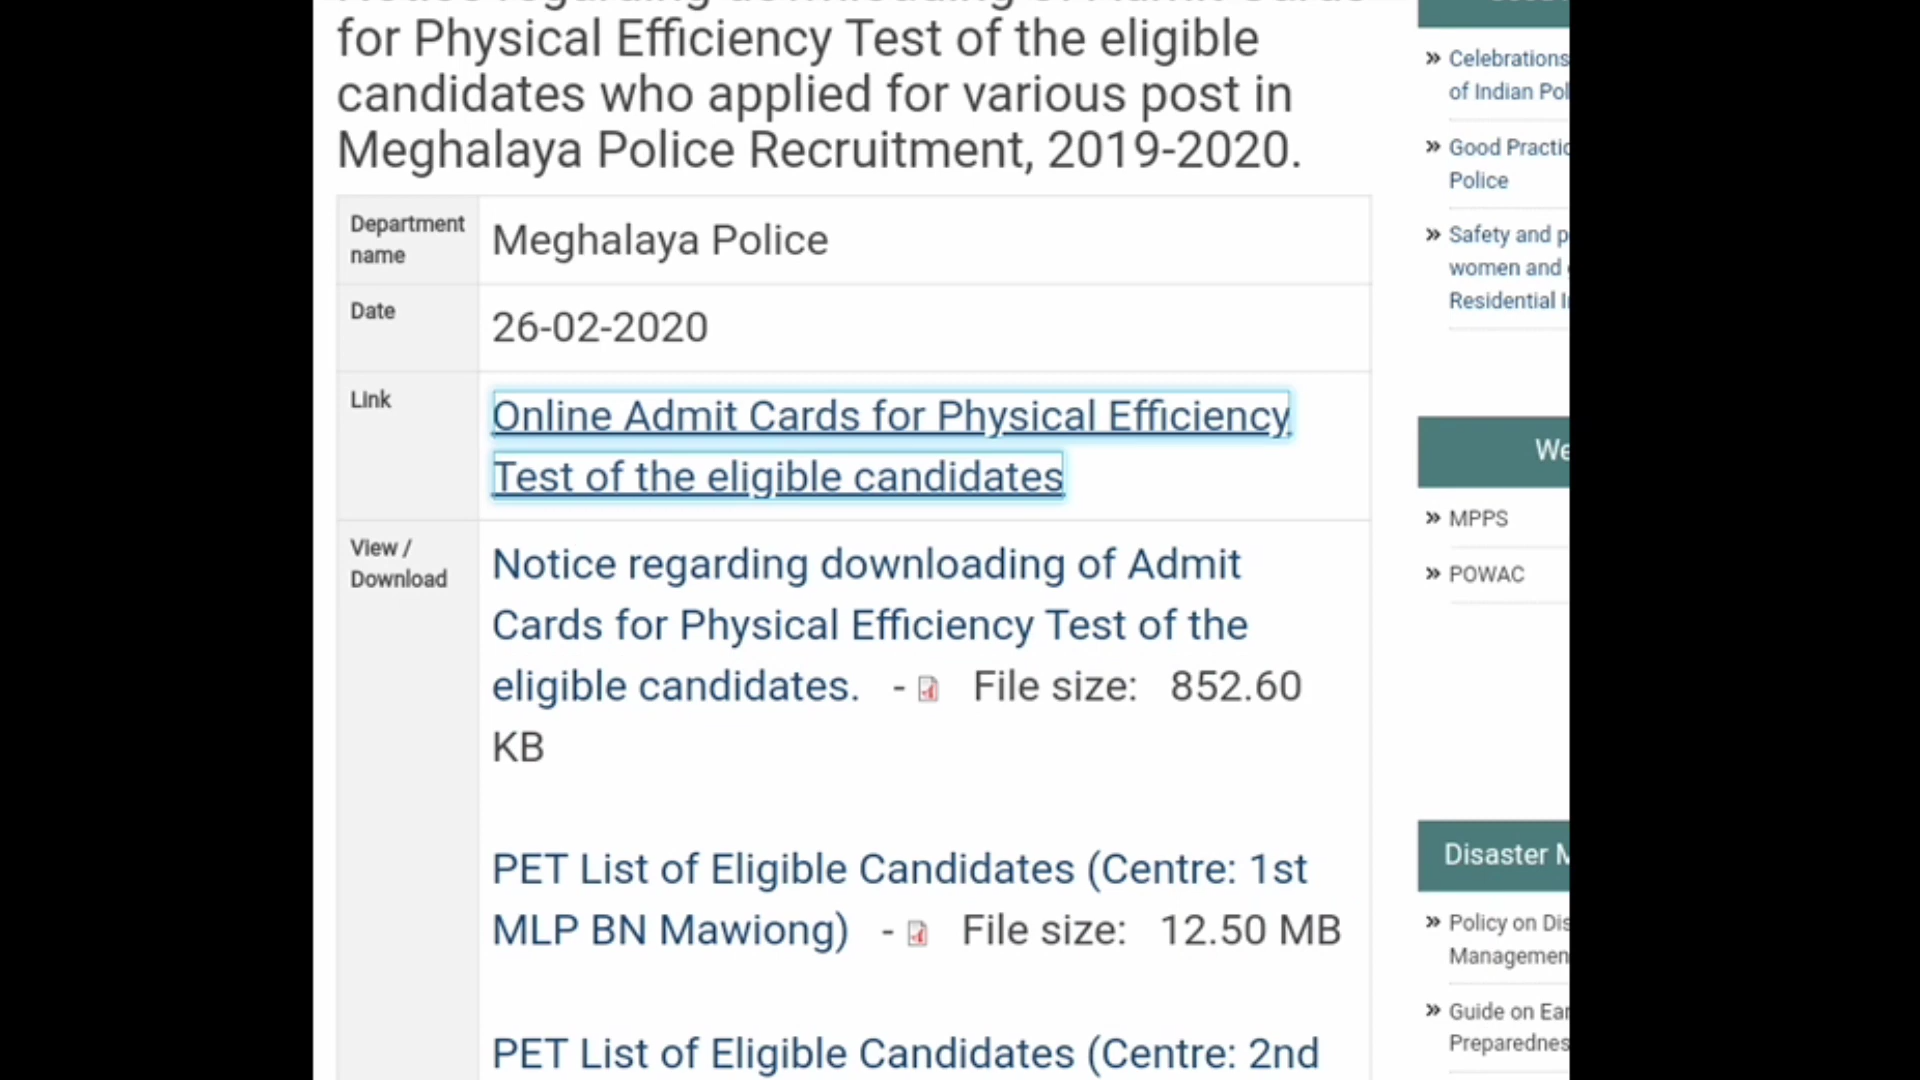 for Physical Efficiency Test of the eligible
candidates who applied for various post in
Meghalaya Police Recruitment, 2019-2020.
Department
name
Meghalaya Police
Date
26-02-2020
Link
Online Admit Cards for Physical Efficiency
Test of the eligible candidates
View /
Download
Notice regarding downloading of Admit
Cards for Physical Efficiency Test of the
eligible candidates. - File size: 852.60
KB
PET List of Eligible Candidates (Centre: 1st
MLP BN Mawiong) - File size: 12.50 MB
PET List of Eligible Candidates (Centre: 2nd
» Celebrations
of Indian Pol
» Good Practic
Police
» Safety and p
women and
Residential
We
» MPPS
» POWAC
Disaster
» Policy on Dis
Managemen
» Guide on Ear
Preparednes